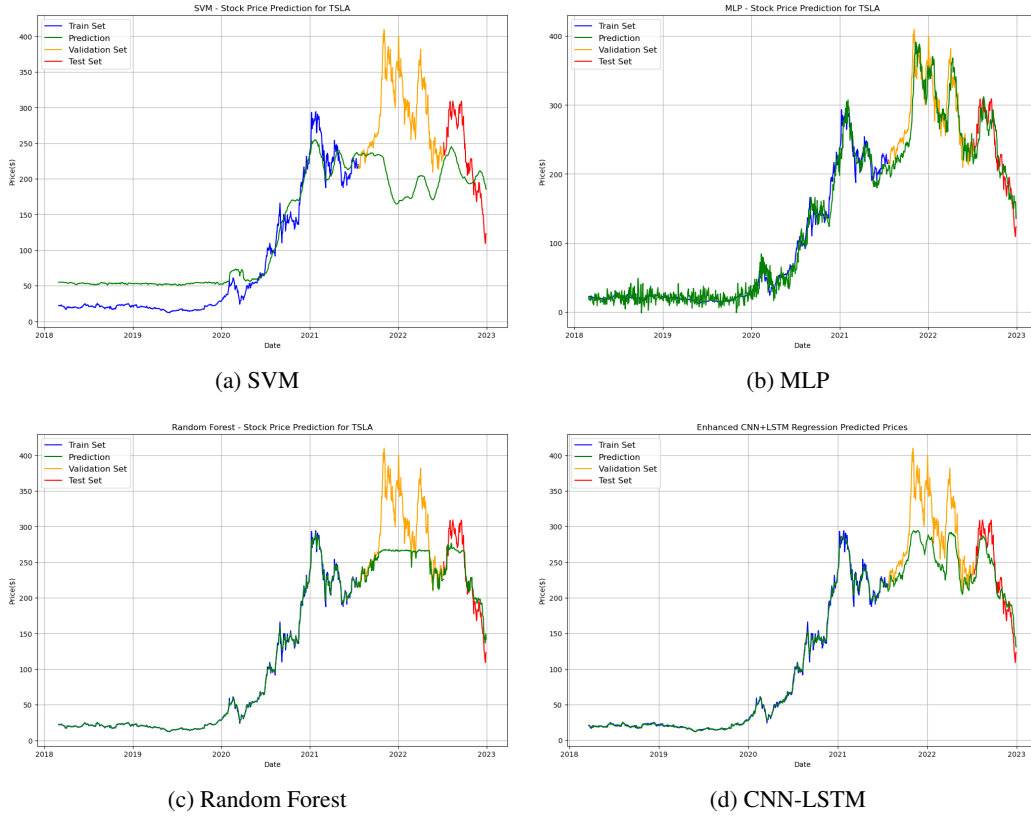 SVM - Stock Price Prediction for TSLA
Train Set
Prediction
Validation Set
Test Set
400
350
300
250
200
150
100
50
0
Price($)
2018
2019
2020
2021
2022
2023
Date
(a) SVM
MLP - Stock Price Prediction for TSLA
Train Set
Prediction
Validation Set
Test Set
400
300
200
100
0
Price($)
2018
2019
2020
2021
2022
2023
Date
(b) MLP
Random Forest - Stock Price Prediction for TSLA
Train Set
Prediction
Validation Set
Test Set
400
350
300
250
200
150
100
50
0
Price($)
2018
2019
2020
2021
2022
2023
Date
(c) Random Forest
Enhanced CNN+LSTM Regression Predicted Prices
Train Set
Prediction
Validation Set
Test Set
400
350
300
250
200
150
100
50
0
Price($)
2018
2019
2020
2021
2022
2023
Date
(d) CNN-LSTM